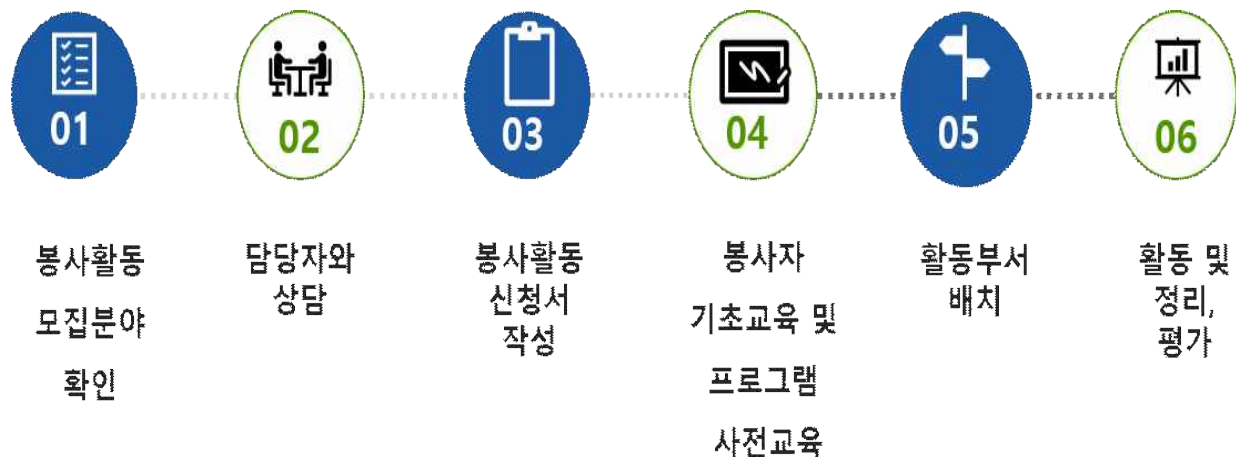 01
02
03
04
05
06
봉사활동
모집분야
확인
담당자와
상담
봉사활동
신청서
작성
봉사자
기초교육 및
프로그램
사전교육
활동부서
배치
활동 및
정리,
평가